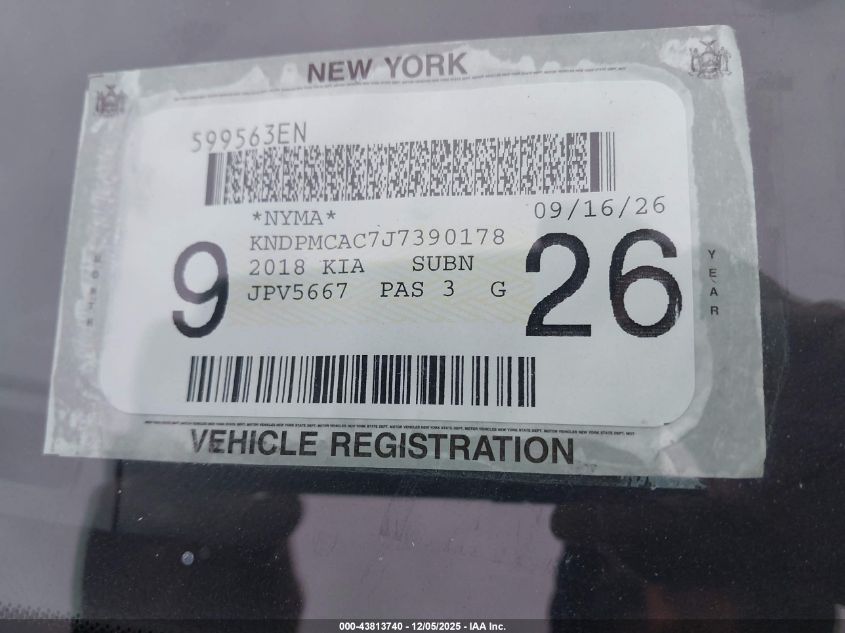 NEW YORK
599563EN
*NYMA* 09/16/26
KNDPMCAC7J7390178
2018 KIA SUBN
JPV5667 PAS 3 G
9 26
YEAR
VEHICLE REGISTRATION
000-43813740 - 12/05/2025 - IAA Inc.